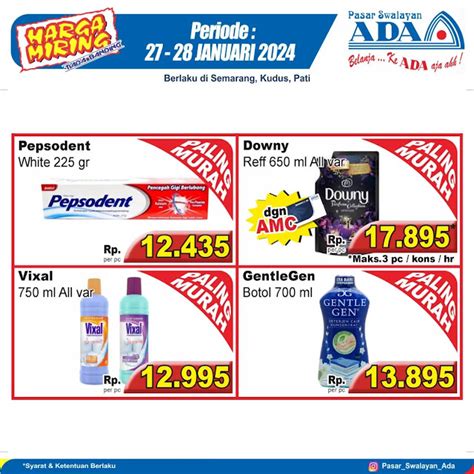 HARGA MIRING
TIADA BANDING
Periode :
27 - 28 JANUARI 2024
Berlaku di Semarang, Kudus, Pati
Pasar Swalayan
ADA
Belanja ... Ke ADA aja ahh !
Pepsodent
White 225 gr
PALING MURAH
Pencegah Gigi Berlubang
Pepsodent
Rp. 12.435
per pc
Downy
Reff 650 ml All var
PALING MURAH
dgn AMC
Downy
Rp. 17.895*
per pc
*Maks.3 pc / kons / hr
Vixal
750 ml All var
PALING MURAH
Vixal
Vixal
Rp. 12.995
per pc
GentleGen
Botol 700 ml
PALING MURAH
GENTLE GEN
Rp. 13.895
per pc
*Syarat & Ketentuan Berlaku
Pasar_Swalayan_Ada